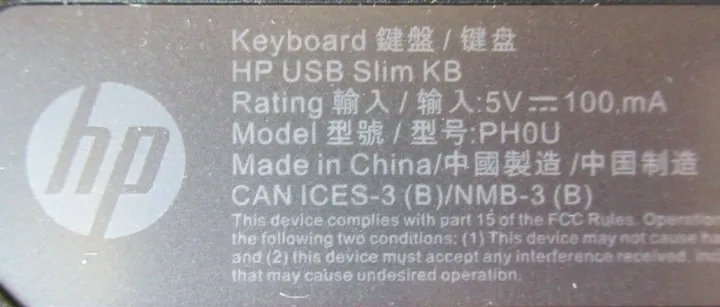 hp
Keyboard 鍵盤 / 键盘
HP USB Slim KB
Rating 輸入 / 输入:5V⎓100,mA
Model 型號 / 型号:PH0U
Made in China/中國製造 /中国制造
CAN ICES-3 (B)/NMB-3 (B)
This device complies with part 15 of the FCC Rules. Operation
the following two conditions: (1) This device may not cause
and (2) this device must accept any interference received,
that may cause undesired operation.